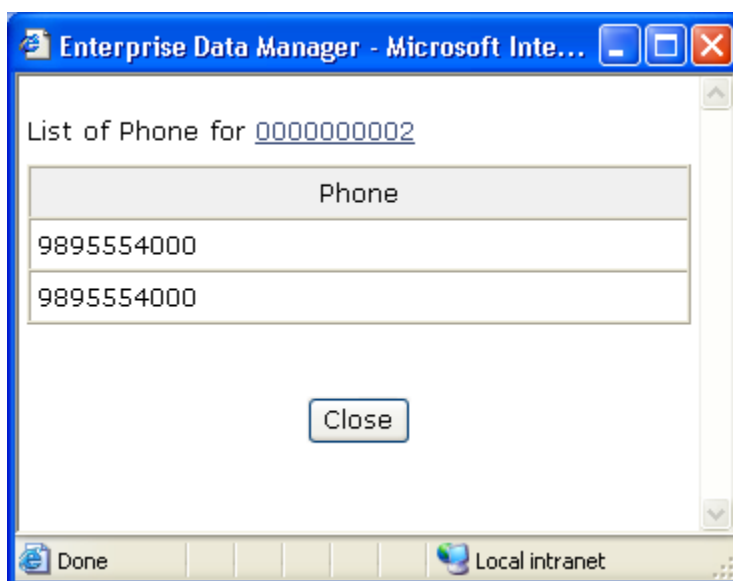 Enterprise Data Manager - Microsoft Inte...
List of Phone for 0000000002
Phone
9895554000
9895554000
Close
Done Local intranet